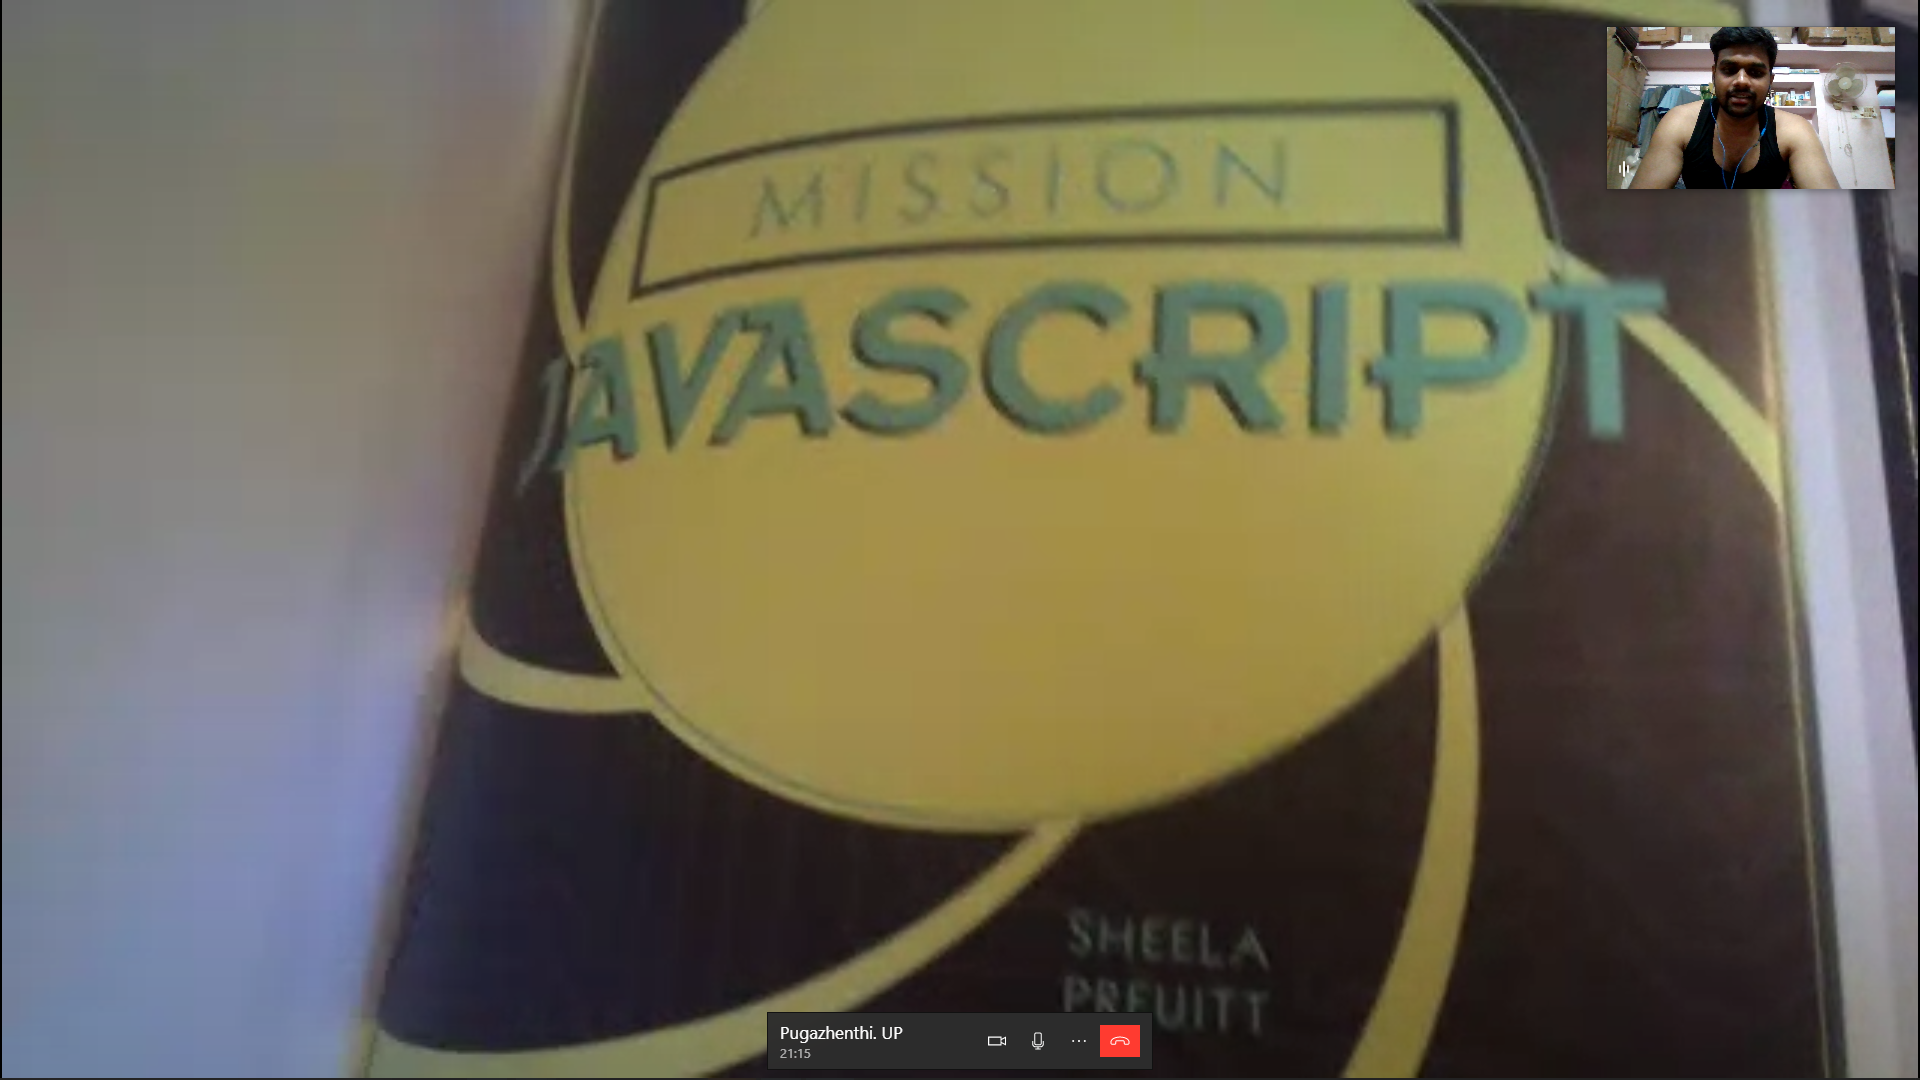 MISSION
JAVASCRIPT
SHEELA
PREUITT
Pugazhenthi. UP
21:15